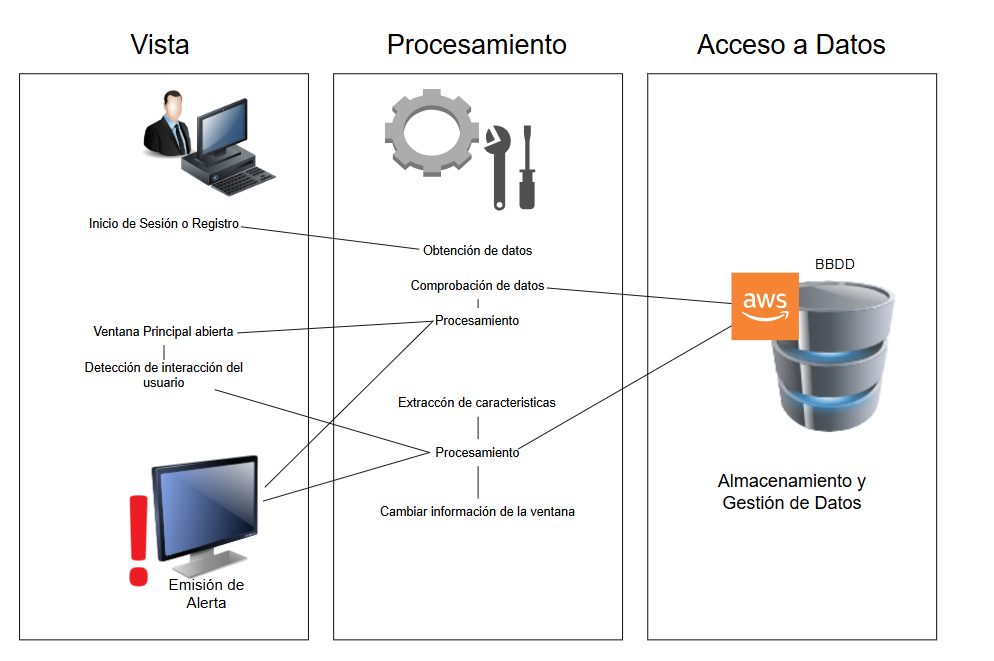 Vista
Procesamiento
Acceso a Datos
Inicio de Sesión o Registro
Obtención de datos
Comprobación de datos
Procesamiento
Ventana Principal abierta
Detección de interacción del
usuario
Extraccón de caracteristicas
Procesamiento
Cambiar información de la ventana
Emisión de
Alerta
BBDD
aws
Almacenamiento y
Gestión de Datos